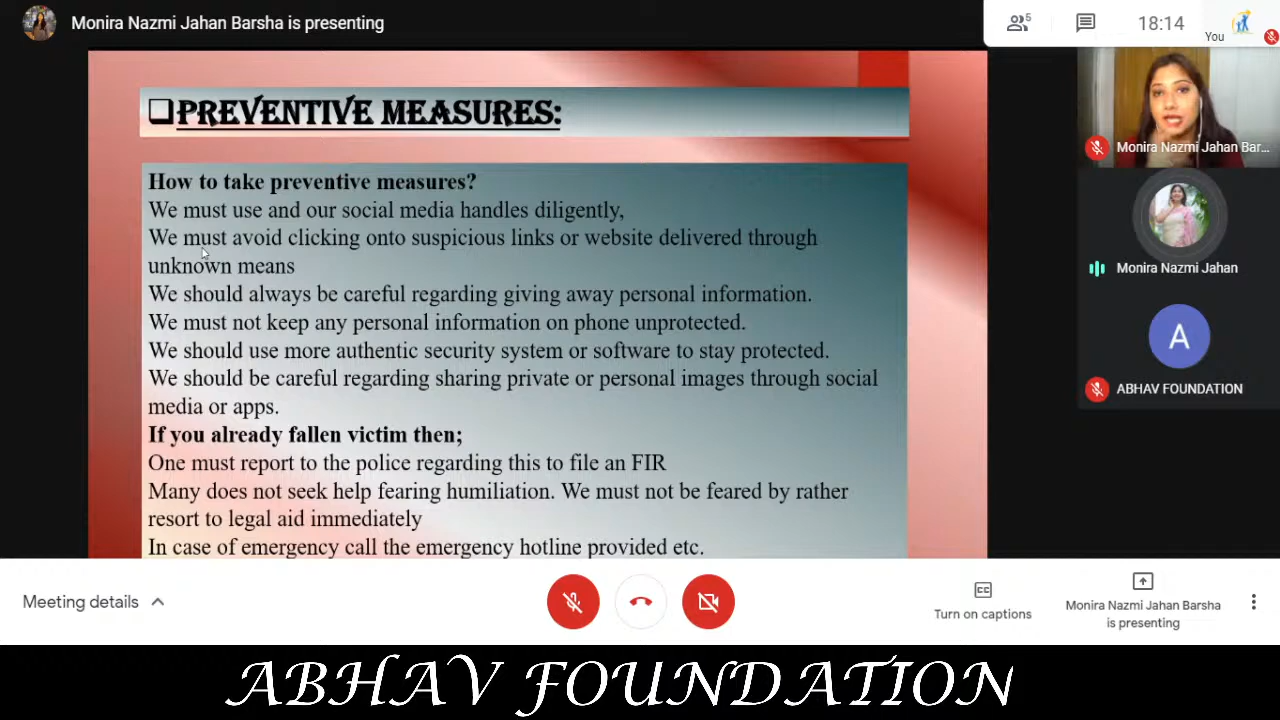 Monira Nazmi Jahan Barsha is presenting
5
18:14
You
PREVENTIVE MEASURES:
How to take preventive measures?
We must use and our social media handles diligently,
We must avoid clicking onto suspicious links or website delivered through
unknown means
We should always be careful regarding giving away personal information.
We must not keep any personal information on phone unprotected.
We should use more authentic security system or software to stay protected.
We should be careful regarding sharing private or personal images through social
media or apps.
If you already fallen victim then;
One must report to the police regarding this to file an FIR
Many does not seek help fearing humiliation. We must not be feared by rather
resort to legal aid immediately
In case of emergency call the emergency hotline provided etc.
Monira Nazmi Jahan Bar...
Monira Nazmi Jahan
A
ABHAV FOUNDATION
Meeting details
CC
Turn on captions
Monira Nazmi Jahan Barsha
is presenting
ABHAV FOUNDATION